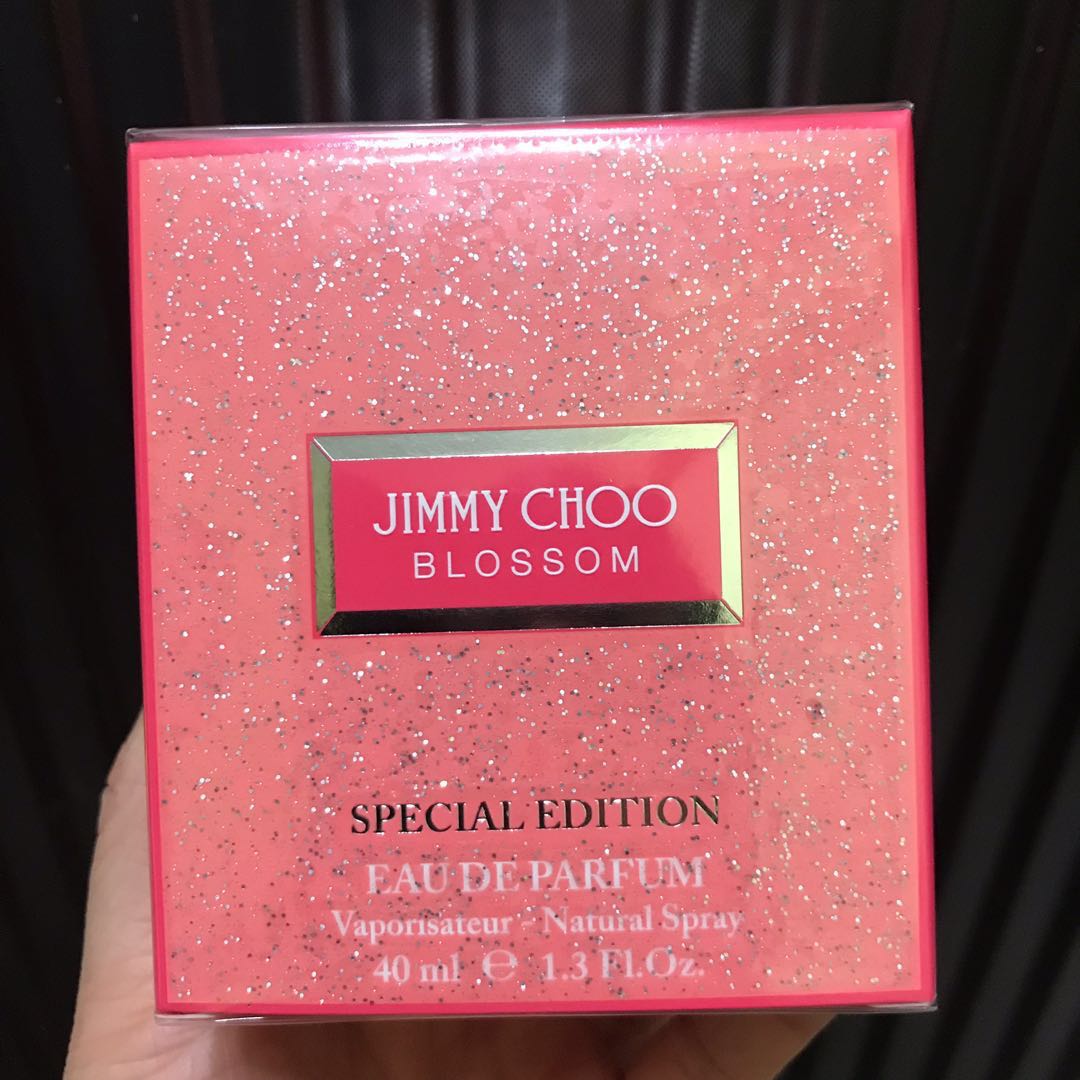 JIMMY CHOO
BLOSSOM
SPECIAL EDITION
EAU DE PARFUM
Vaporisateur - Natural Spray
40 ml ℮ 1.3 Fl.Oz.